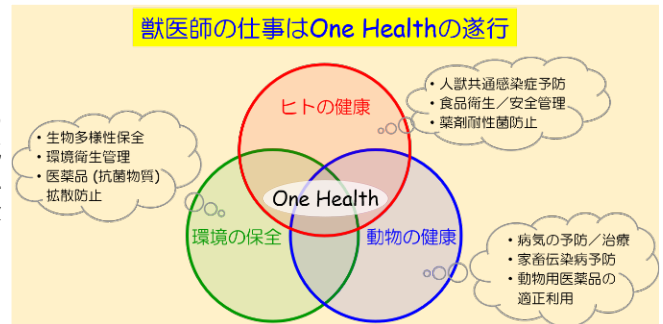 獣医師の仕事はOne Healthの遂行
ヒトの健康
・人獣共通感染症予防
・食品衛生／安全管理
・薬剤耐性菌防止
・生物多様性保全
・環境衛生管理
・医薬品 (抗菌物質)
拡散防止
One Health
環境の保全
動物の健康
・病気の予防／治療
・家畜伝染病予防
・動物用医薬品の
適正利用